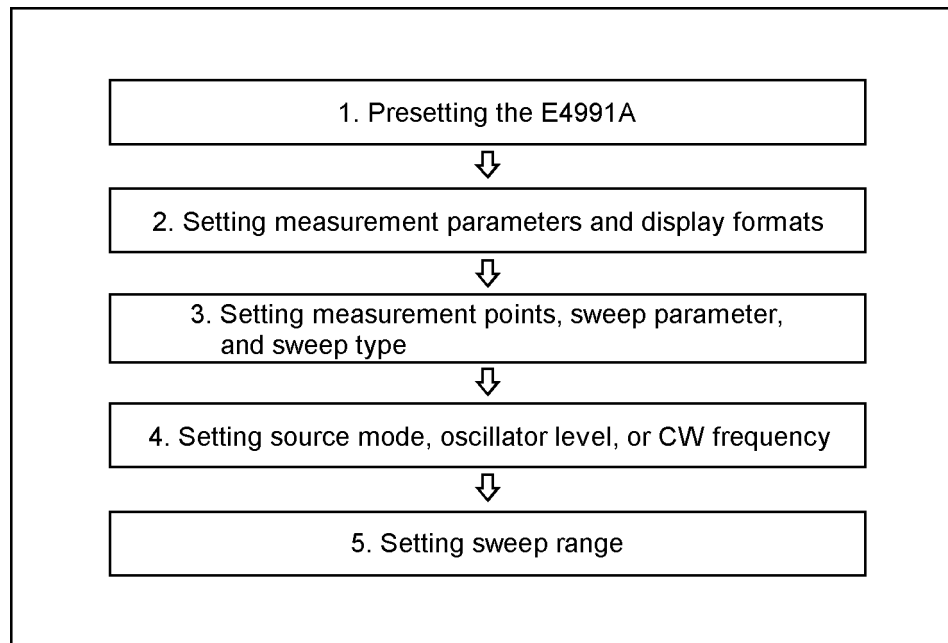 1. Presetting the E4991A
2. Setting measurement parameters and display formats
3. Setting measurement points, sweep parameter,
and sweep type
4. Setting source mode, oscillator level, or CW frequency
5. Setting sweep range